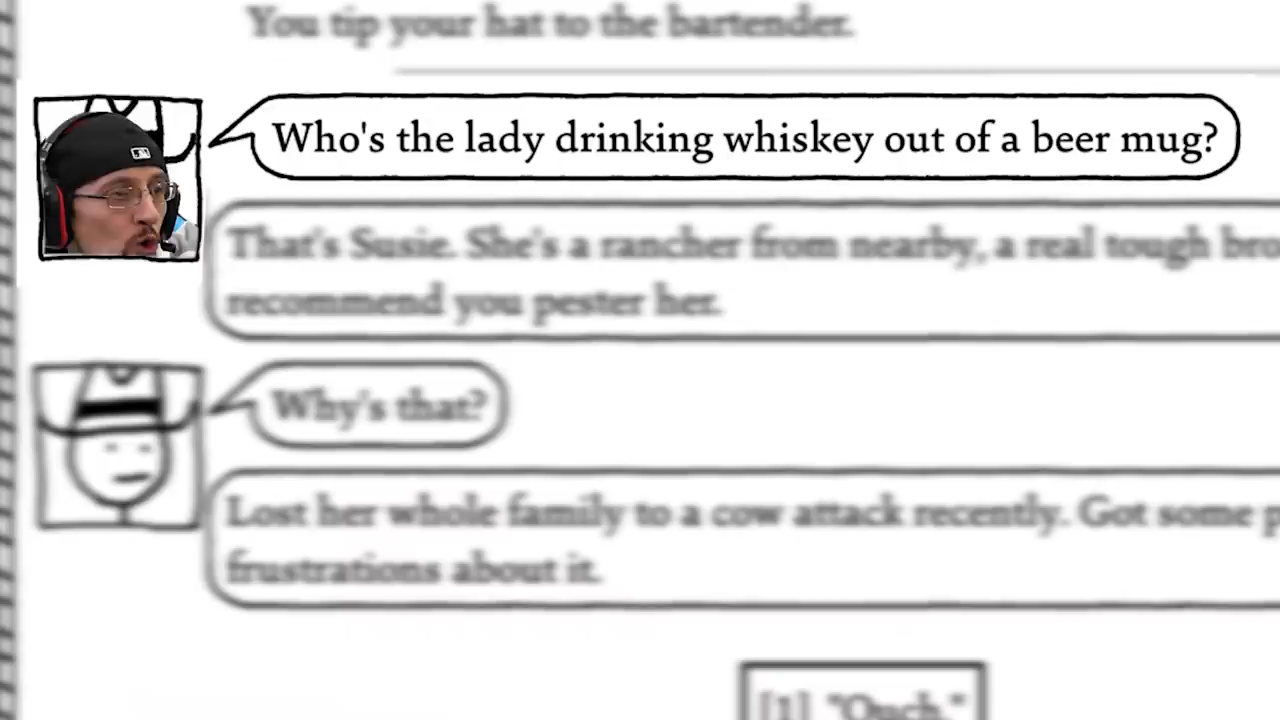 You tip your hat to the bartender.
Who's the lady drinking whiskey out of a beer mug?
That's Susie. She's a rancher from nearby, a real tough
recommend you pester her.
Why's that?
Lost her whole family to a cow attack recently. Got some
frustrations about it.
[1] "Ouch."